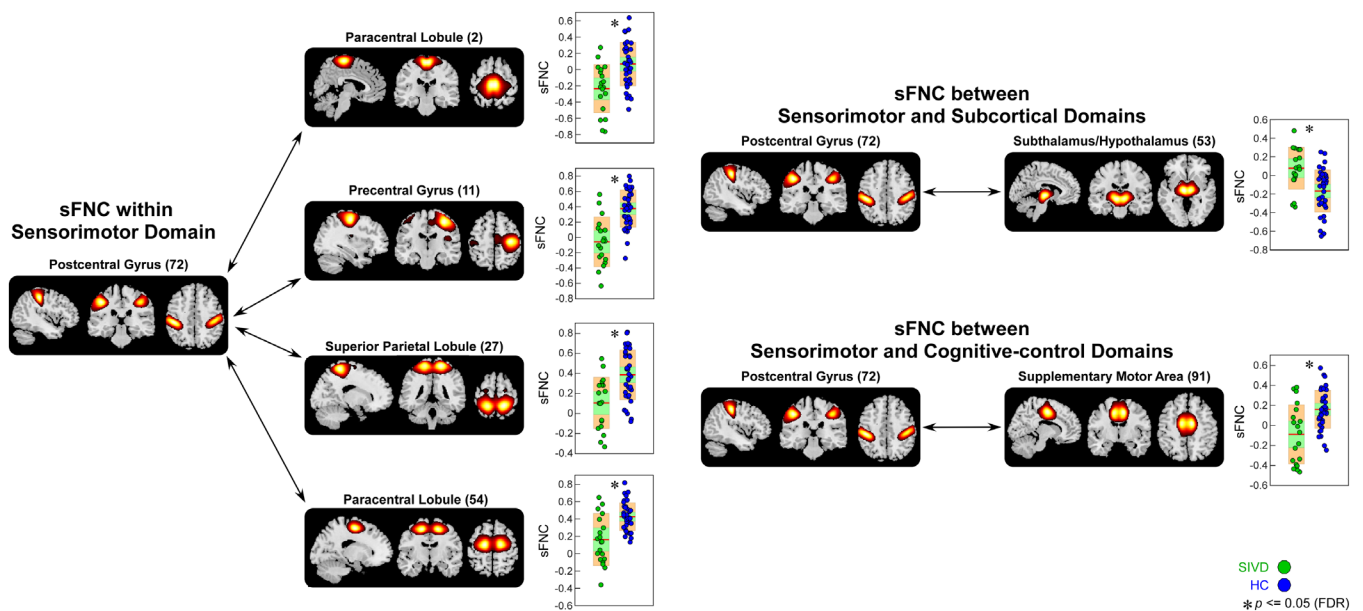 sFNC within
Sensorimotor Domain
Postcentral Gyrus (72)
Paracentral Lobule (2)
*
sFNC
0.6
0.4
0.2
0
-0.2
-0.4
-0.6
-0.8
Precentral Gyrus (11)
*
sFNC
0.8
0.6
0.4
0.2
0
-0.2
-0.4
-0.6
-0.8
Superior Parietal Lobule (27)
*
sFNC
0.8
0.6
0.4
0.2
0
-0.2
-0.4
Paracentral Lobule (54)
*
sFNC
0.8
0.6
0.4
0.2
0
-0.2
-0.4
-0.6
sFNC between
Sensorimotor and Subcortical Domains
Postcentral Gyrus (72)
Subthalamus/Hypothalamus (53)
*
sFNC
0.6
0.4
0.2
0
-0.2
-0.4
-0.6
-0.8
sFNC between
Sensorimotor and Cognitive-control Domains
Postcentral Gyrus (72)
Supplementary Motor Area (91)
*
sFNC
0.6
0.4
0.2
0
-0.2
-0.4
-0.6
SIVD
HC
* p <= 0.05 (FDR)